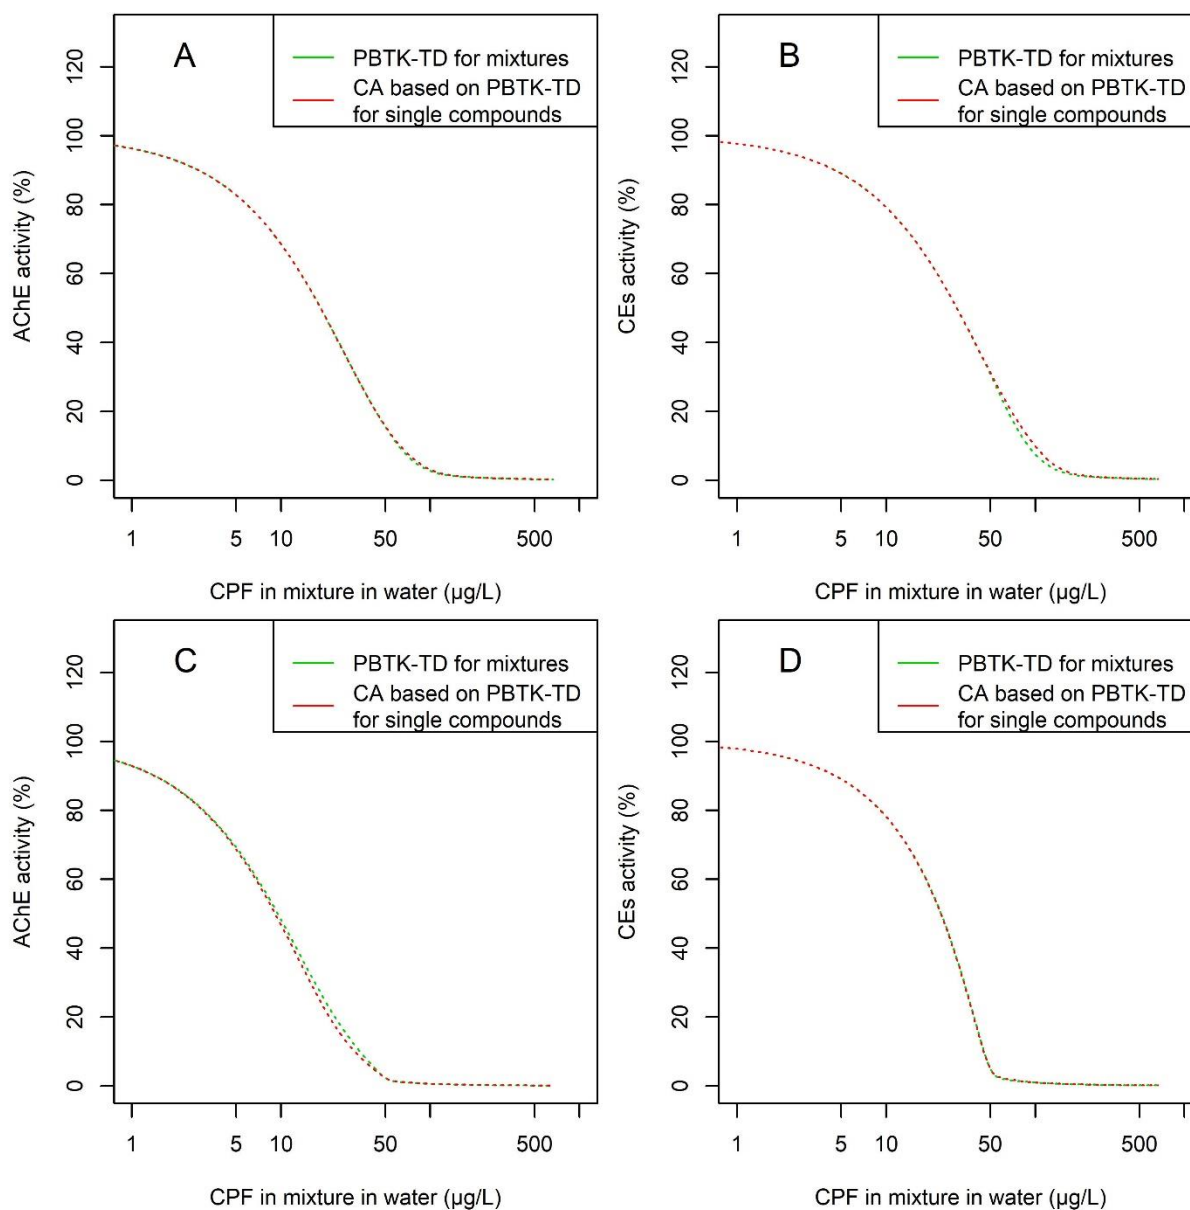 A
PBTK-TD for mixtures
CA based on PBTK-TD
for single compounds
AChE activity (%)
120
100
80
60
40
20
0
1 5 10 50 500
CPF in mixture in water (µg/L)
B
PBTK-TD for mixtures
CA based on PBTK-TD
for single compounds
CEs activity (%)
120
100
80
60
40
20
0
1 5 10 50 500
CPF in mixture in water (µg/L)
C
PBTK-TD for mixtures
CA based on PBTK-TD
for single compounds
AChE activity (%)
120
100
80
60
40
20
0
1 5 10 50 500
CPF in mixture in water (µg/L)
D
PBTK-TD for mixtures
CA based on PBTK-TD
for single compounds
CEs activity (%)
120
100
80
60
40
20
0
1 5 10 50 500
CPF in mixture in water (µg/L)